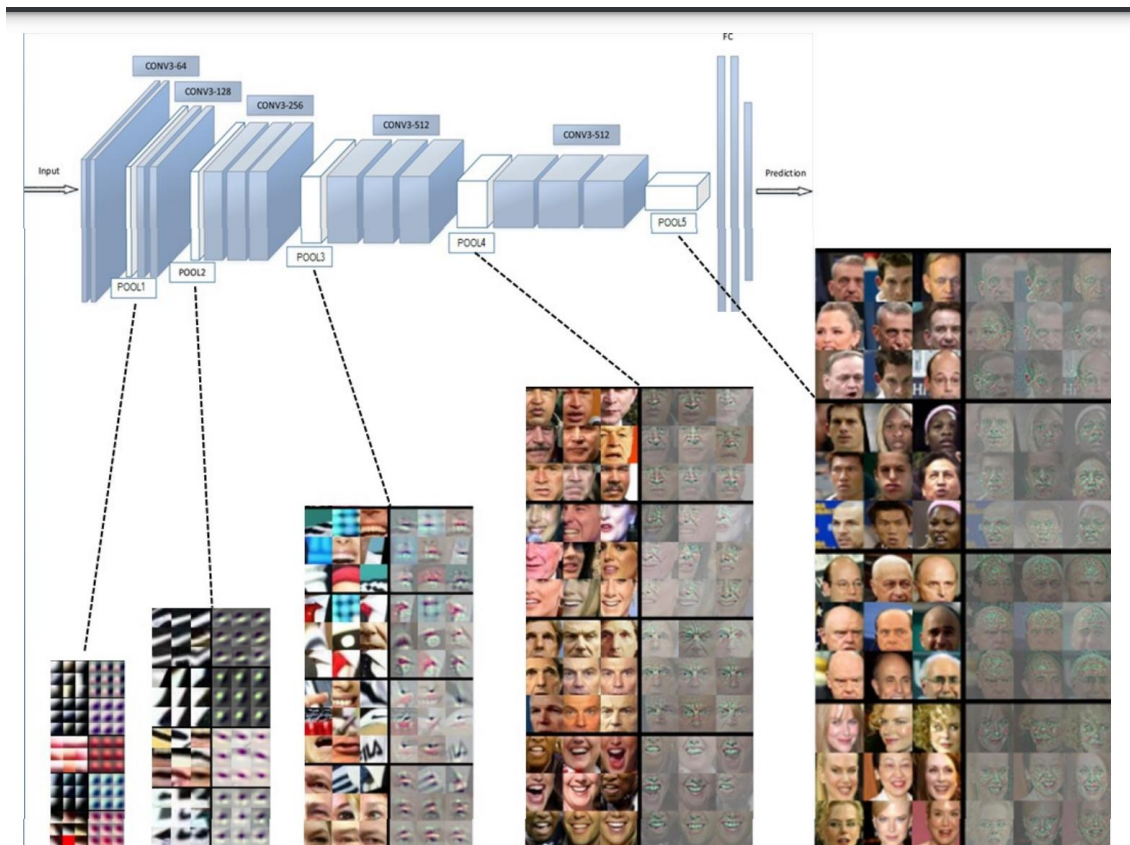 FC
CONV3-64
CONV3-128
CONV3-256
CONV3-512
CONV3-512
Input
Prediction
POOL1
POOL2
POOL3
POOL4
POOL5